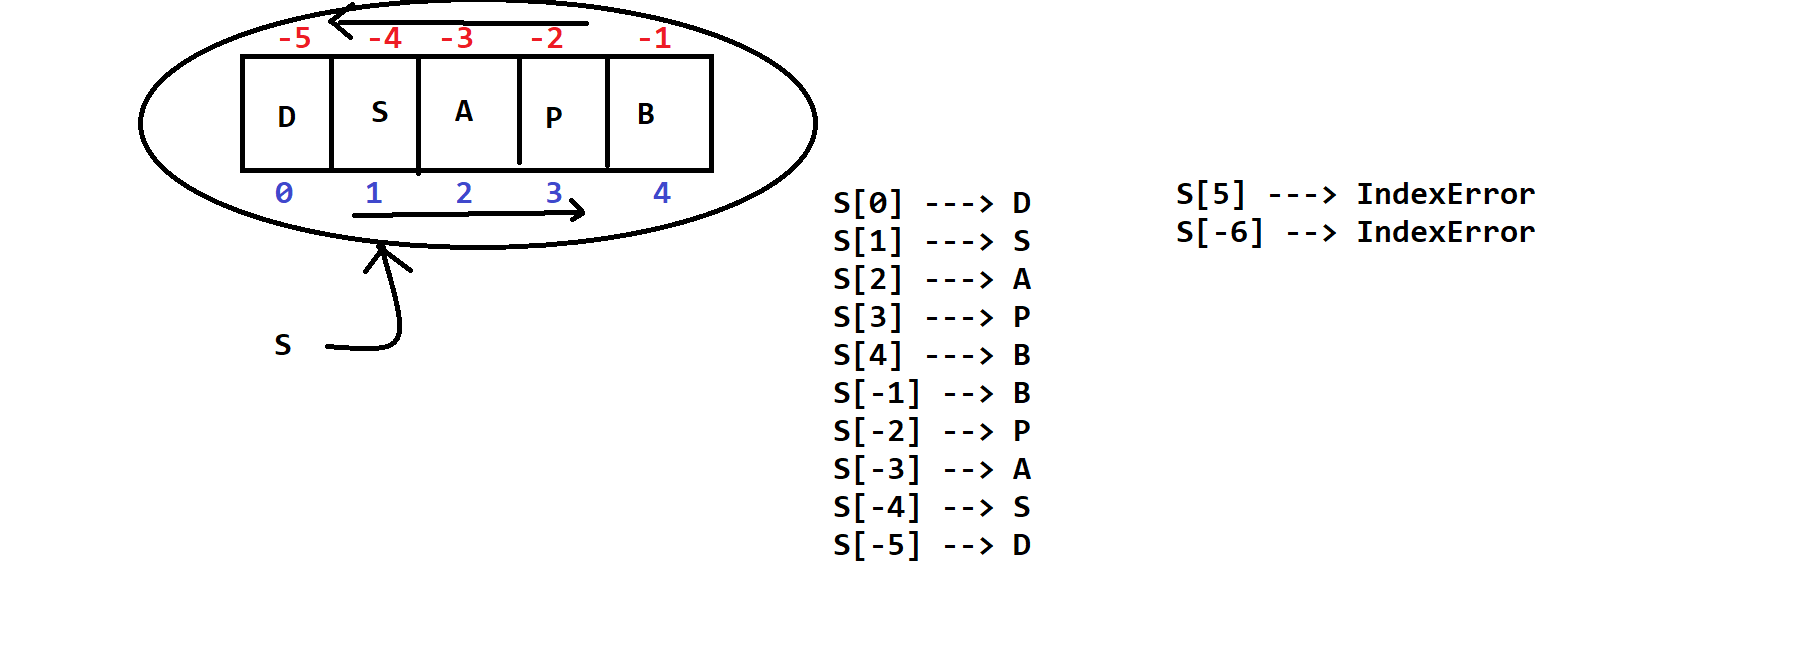 -5 -4 -3 -2 -1
D S A P B
0 1 2 3 4
S
S[0] ---> D
S[1] ---> S
S[2] ---> A
S[3] ---> P
S[4] ---> B
S[-1] --> B
S[-2] --> P
S[-3] --> A
S[-4] --> S
S[-5] --> D
S[5] ---> IndexError
S[-6] --> IndexError